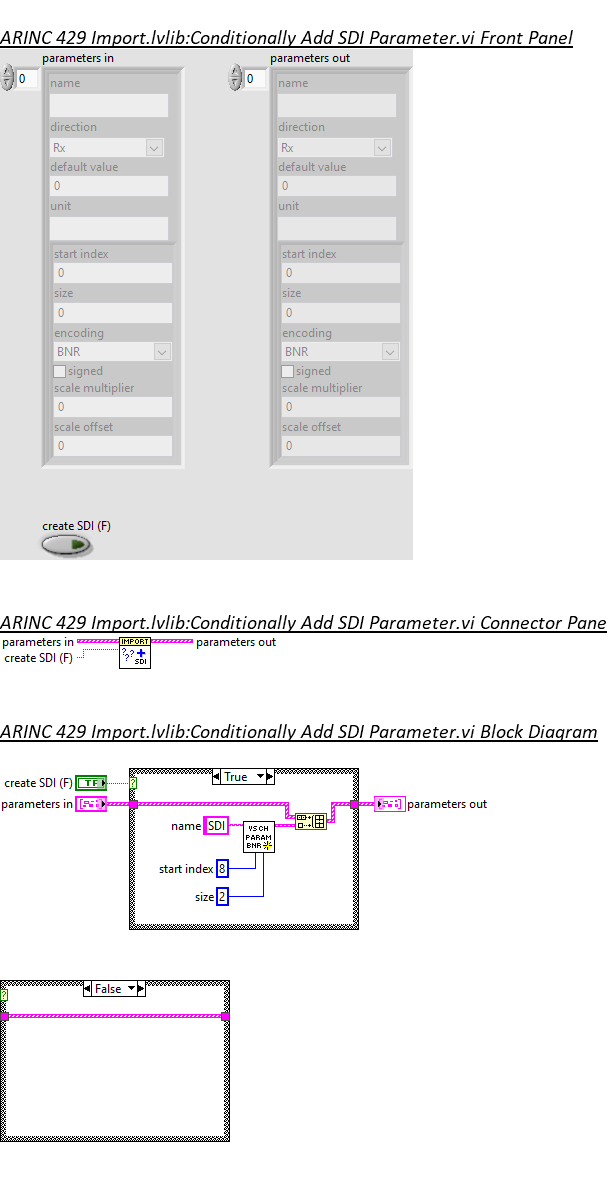 ARINC 429 Import.lvlib:Conditionally Add SDI Parameter.vi Front Panel
parameters in parameters out
0 0
name name
direction direction
Rx Rx
default value default value
0 0
unit unit
start index start index
0 0
size size
0 0
encoding encoding
BNR BNR
signed signed
scale multiplier scale multiplier
0 0
scale offset scale offset
0 0
create SDI (F)
ARINC 429 Import.lvlib:Conditionally Add SDI Parameter.vi Connector Pane
parameters in IMPORT parameters out
create SDI (F) ?? + ? SDI
ARINC 429 Import.lvlib:Conditionally Add SDI Parameter.vi Block Diagram
True
create SDI (F) TF ?
parameters in parameters out
name SDI VSCH
PARAM
BNR
start index 8
size 2
False
?